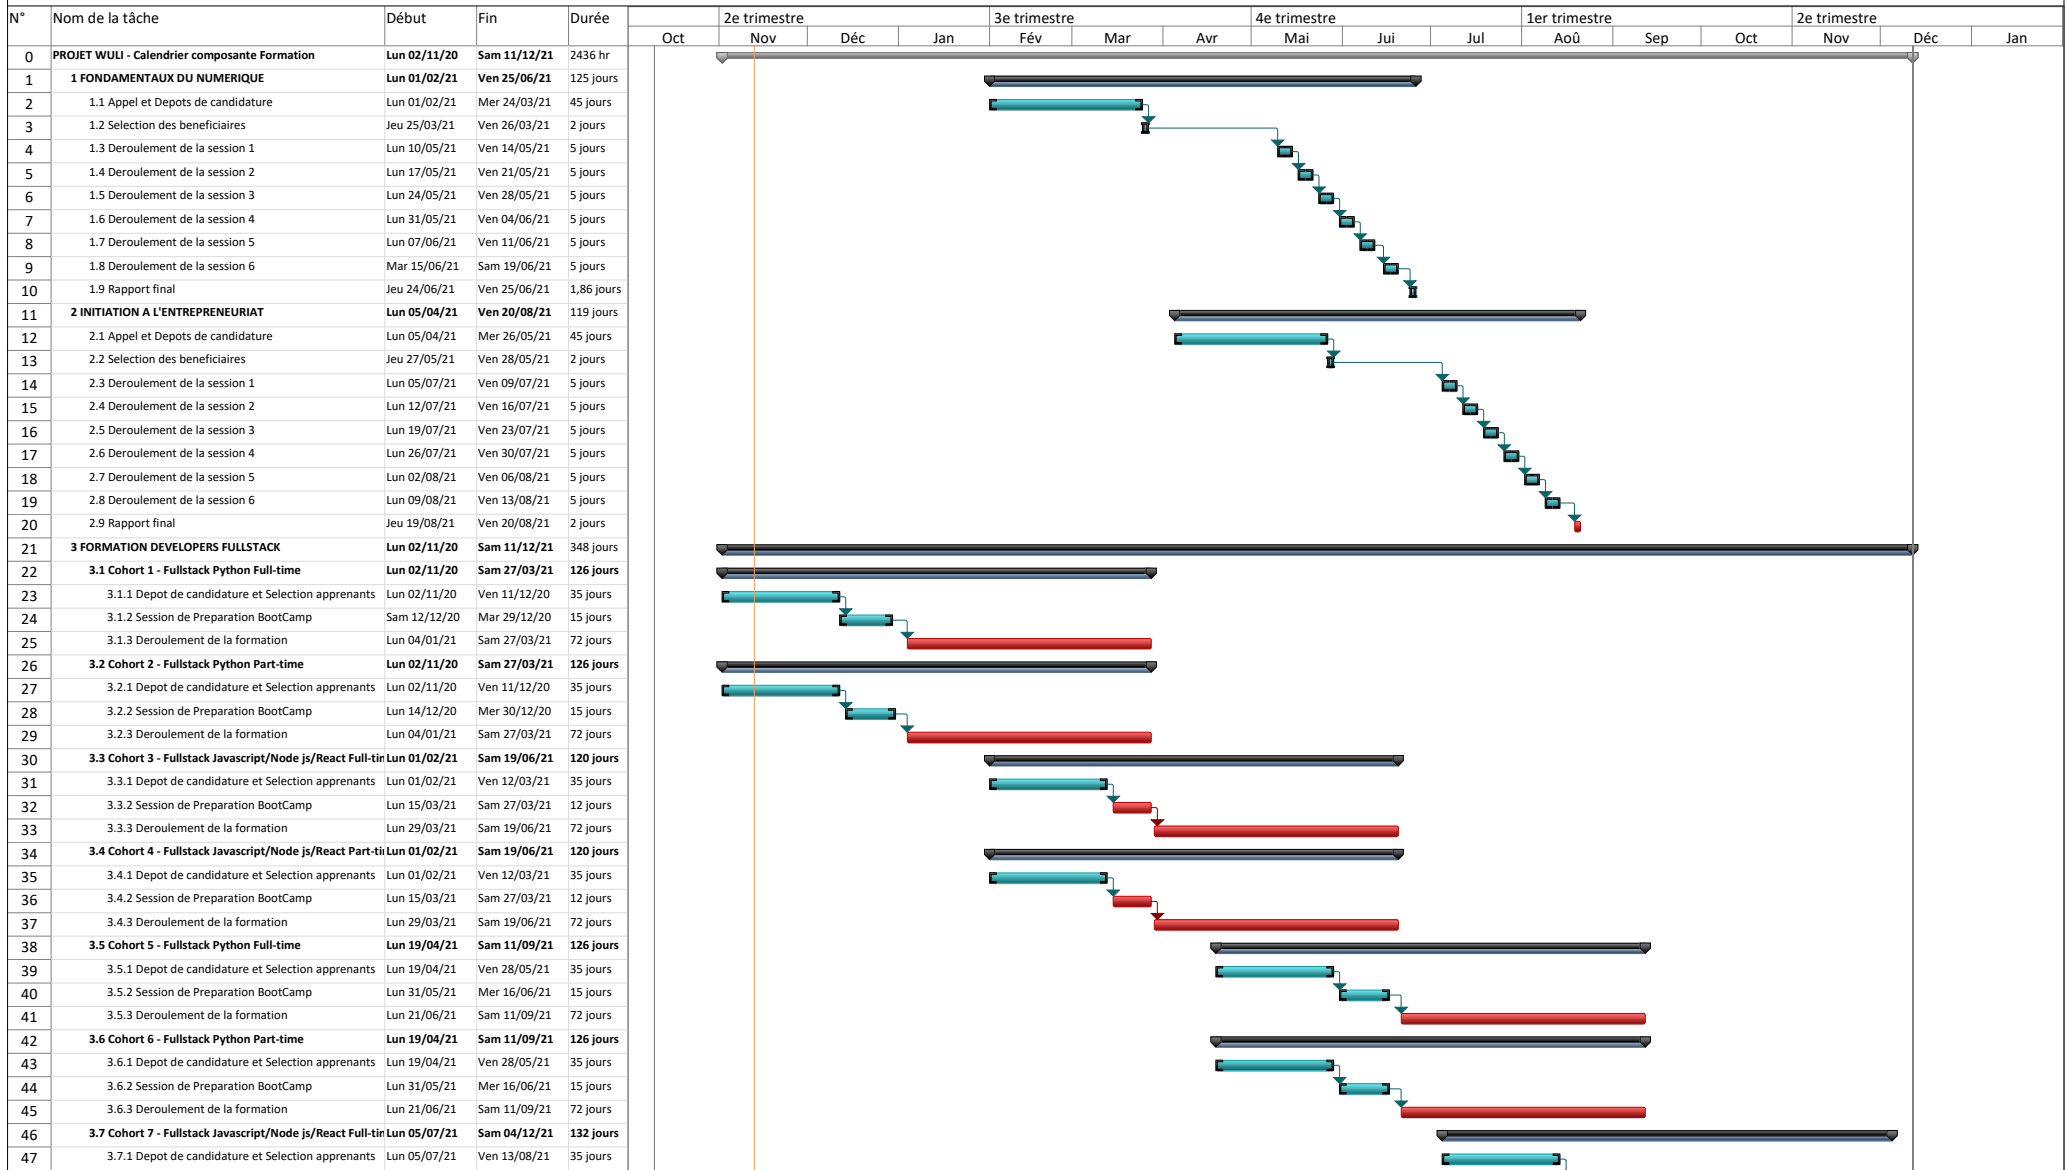 N° Nom de la tâche Début Fin Durée 2e trimestre 3e trimestre 4e trimestre 1er trimestre 2e trimestre
Oct Nov Déc Jan Fév Mar Avr Mai Jui Jul Aoû Sep Oct Nov Déc Jan
0 PROJET WULI - Calendrier composante Formation Lun 02/11/20 Sam 11/12/21 2436 hr
1 1 FONDAMENTAUX DU NUMERIQUE Lun 01/02/21 Ven 25/06/21 125 jours
2 1.1 Appel et Depots de candidature Lun 01/02/21 Mer 24/03/21 45 jours
3 1.2 Selection des beneficiaires Jeu 25/03/21 Ven 26/03/21 2 jours
4 1.3 Deroulement de la session 1 Lun 10/05/21 Ven 14/05/21 5 jours
5 1.4 Deroulement de la session 2 Lun 17/05/21 Ven 21/05/21 5 jours
6 1.5 Deroulement de la session 3 Lun 24/05/21 Ven 28/05/21 5 jours
7 1.6 Deroulement de la session 4 Lun 31/05/21 Ven 04/06/21 5 jours
8 1.7 Deroulement de la session 5 Lun 07/06/21 Ven 11/06/21 5 jours
9 1.8 Deroulement de la session 6 Mar 15/06/21 Sam 19/06/21 5 jours
10 1.9 Rapport final Jeu 24/06/21 Ven 25/06/21 1,86 jours
11 2 INITIATION A L'ENTREPRENEURIAT Lun 05/04/21 Ven 20/08/21 119 jours
12 2.1 Appel et Depots de candidature Lun 05/04/21 Mer 26/05/21 45 jours
13 2.2 Selection des beneficiaires Jeu 27/05/21 Ven 28/05/21 2 jours
14 2.3 Deroulement de la session 1 Lun 05/07/21 Ven 09/07/21 5 jours
15 2.4 Deroulement de la session 2 Lun 12/07/21 Ven 16/07/21 5 jours
16 2.5 Deroulement de la session 3 Lun 19/07/21 Ven 23/07/21 5 jours
17 2.6 Deroulement de la session 4 Lun 26/07/21 Ven 30/07/21 5 jours
18 2.7 Deroulement de la session 5 Lun 02/08/21 Ven 06/08/21 5 jours
19 2.8 Deroulement de la session 6 Lun 09/08/21 Ven 13/08/21 5 jours
20 2.9 Rapport final Jeu 19/08/21 Ven 20/08/21 2 jours
21 3 FORMATION DEVELOPERS FULLSTACK Lun 02/11/20 Sam 11/12/21 348 jours
22 3.1 Cohort 1 - Fullstack Python Full-time Lun 02/11/20 Sam 27/03/21 126 jours
23 3.1.1 Depot de candidature et Selection apprenants Lun 02/11/20 Ven 11/12/20 35 jours
24 3.1.2 Session de Preparation BootCamp Sam 12/12/20 Mar 29/12/20 15 jours
25 3.1.3 Deroulement de la formation Lun 04/01/21 Sam 27/03/21 72 jours
26 3.2 Cohort 2 - Fullstack Python Part-time Lun 02/11/20 Sam 27/03/21 126 jours
27 3.2.1 Depot de candidature et Selection apprenants Lun 02/11/20 Ven 11/12/20 35 jours
28 3.2.2 Session de Preparation BootCamp Lun 14/12/20 Mer 30/12/20 15 jours
29 3.2.3 Deroulement de la formation Lun 04/01/21 Sam 27/03/21 72 jours
30 3.3 Cohort 3 - Fullstack Javascript/Node js/React Full-tin Lun 01/02/21 Sam 19/06/21 120 jours
31 3.3.1 Depot de candidature et Selection apprenants Lun 01/02/21 Ven 12/03/21 35 jours
32 3.3.2 Session de Preparation BootCamp Lun 15/03/21 Sam 27/03/21 12 jours
33 3.3.3 Deroulement de la formation Lun 29/03/21 Sam 19/06/21 72 jours
34 3.4 Cohort 4 - Fullstack Javascript/Node js/React Part-ti Lun 01/02/21 Sam 19/06/21 120 jours
35 3.4.1 Depot de candidature et Selection apprenants Lun 01/02/21 Ven 12/03/21 35 jours
36 3.4.2 Session de Preparation BootCamp Lun 15/03/21 Sam 27/03/21 12 jours
37 3.4.3 Deroulement de la formation Lun 29/03/21 Sam 19/06/21 72 jours
38 3.5 Cohort 5 - Fullstack Python Full-time Lun 19/04/21 Sam 11/09/21 126 jours
39 3.5.1 Depot de candidature et Selection apprenants Lun 19/04/21 Ven 28/05/21 35 jours
40 3.5.2 Session de Preparation BootCamp Lun 31/05/21 Mer 16/06/21 15 jours
41 3.5.3 Deroulement de la formation Lun 21/06/21 Sam 11/09/21 72 jours
42 3.6 Cohort 6 - Fullstack Python Part-time Lun 19/04/21 Sam 11/09/21 126 jours
43 3.6.1 Depot de candidature et Selection apprenants Lun 19/04/21 Ven 28/05/21 35 jours
44 3.6.2 Session de Preparation BootCamp Lun 31/05/21 Mer 16/06/21 15 jours
45 3.6.3 Deroulement de la formation Lun 21/06/21 Sam 11/09/21 72 jours
46 3.7 Cohort 7 - Fullstack Javascript/Node js/React Full-tin Lun 05/07/21 Sam 04/12/21 132 jours
47 3.7.1 Depot de candidature et Selection apprenants Lun 05/07/21 Ven 13/08/21 35 jours